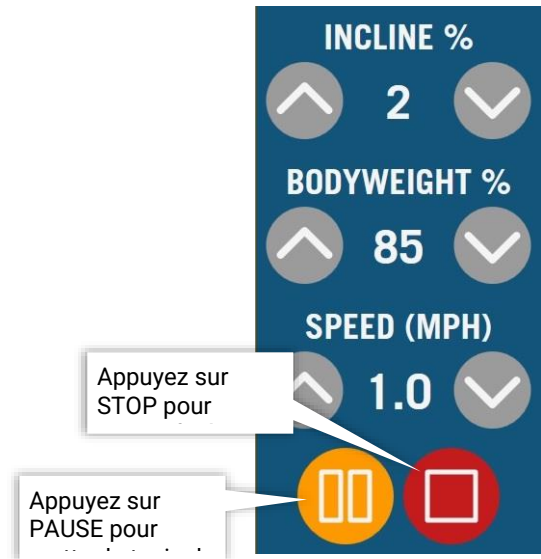 INCLINE %
2
BODYWEIGHT %
85
SPEED (MPH)
1.0
Appuyez sur
STOP pour
Appuyez sur
PAUSE pour